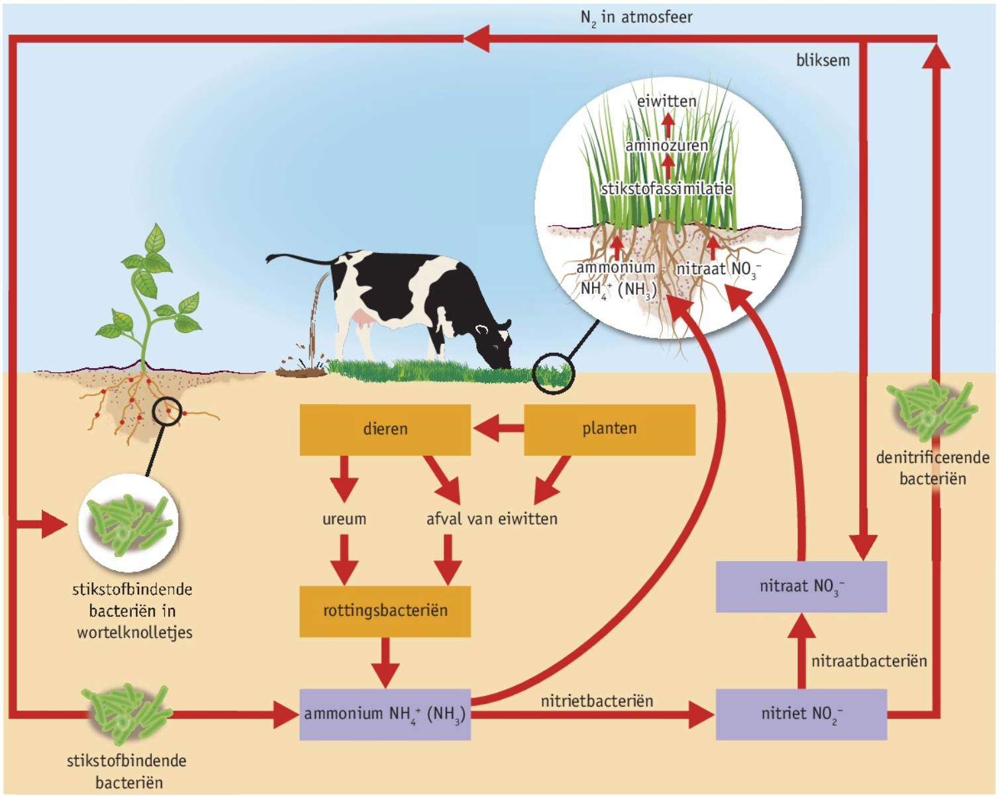 N₂ in atmosfeer
bliksem
eiwitten
aminozuren
stikstofassimilatie
ammonium
NH₄⁺ (NH₃)
nitraat NO₃⁻
dieren
planten
denitrificerende
bacteriën
ureum
afval van eiwitten
stikstofbindende
bacteriën in
wortelknolletjes
rottingsbacteriën
nitraat NO₃⁻
nitraatbacteriën
ammonium NH₄⁺ (NH₃)
nitrietbacteriën
nitriet NO₂⁻
stikstofbindende
bacteriën